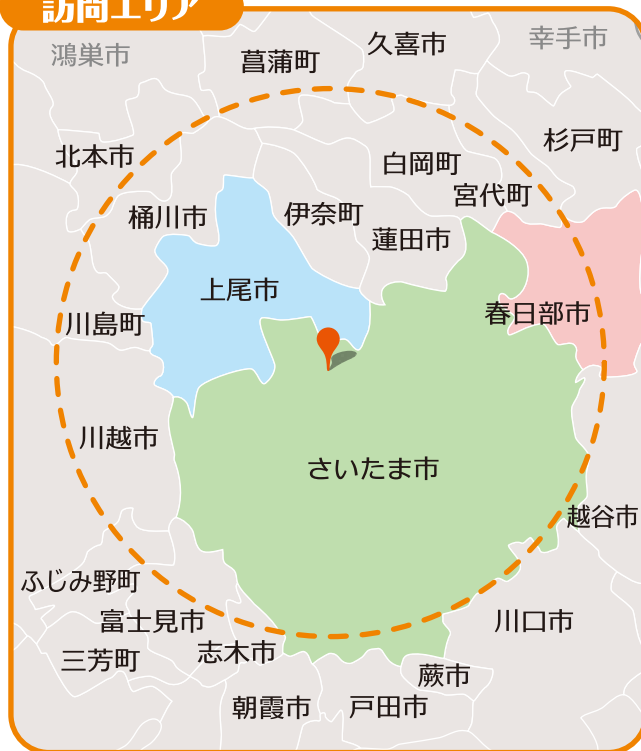 訪問エリア
鴻巣市
菖蒲町
久喜市
幸手市
北本市
白岡町
杉戸町
桶川市
伊奈町
蓮田市
宮代町
上尾市
川島町
春日部市
川越市
さいたま市
越谷市
ふじみ野町
富士見市
川口市
三芳町
志木市
蕨市
朝霞市
戸田市